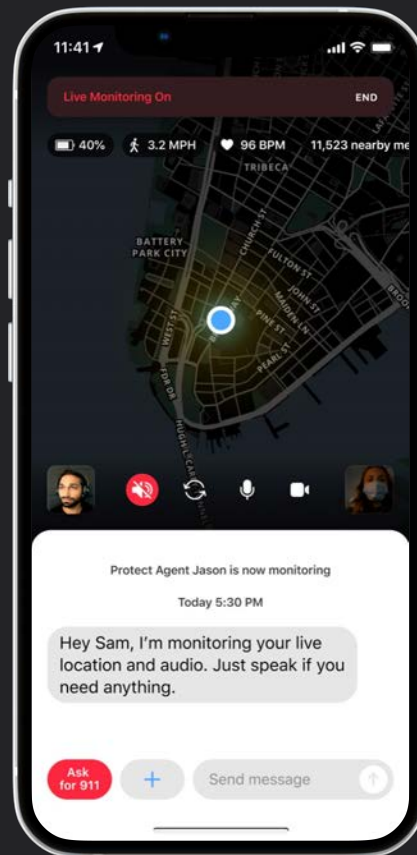 11:41
Live Monitoring On
END
40%
3.2 MPH
96 BPM
11,523 nearby me
TRIBECA
BATTERY
PARK CITY
CHURCH ST
FULTON ST
JOHN ST
MAIDEN LN
WEST ST
PINE ST
PEARL ST
FDR DR
Protect Agent Jason is now monitoring
Today 5:30 PM
Hey Sam, I’m monitoring your live
location and audio. Just speak if you
need anything.
Ask
for 911
Send message